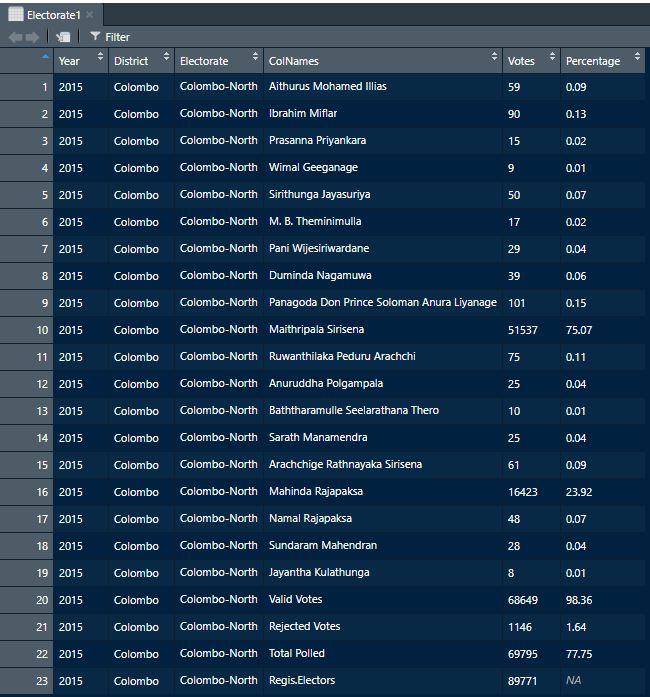 Electorate1
Filter
Year District Electorate ColNames Votes Percentage
1 2015 Colombo Colombo-North Aithurus Mohamed Illias 59 0.09
2 2015 Colombo Colombo-North Ibrahim Miflar 90 0.13
3 2015 Colombo Colombo-North Prasanna Priyankara 15 0.02
4 2015 Colombo Colombo-North Wimal Geeganage 9 0.01
5 2015 Colombo Colombo-North Sirithunga Jayasuriya 50 0.07
6 2015 Colombo Colombo-North M. B. Theminimulla 17 0.02
7 2015 Colombo Colombo-North Pani Wijesiriwardane 29 0.04
8 2015 Colombo Colombo-North Duminda Nagamuwa 39 0.06
9 2015 Colombo Colombo-North Panagoda Don Prince Soloman Anura Liyanage 101 0.15
10 2015 Colombo Colombo-North Maithripala Sirisena 51537 75.07
11 2015 Colombo Colombo-North Ruwanthilaka Peduru Arachchi 75 0.11
12 2015 Colombo Colombo-North Anuruddha Polgampala 25 0.04
13 2015 Colombo Colombo-North Baththaramulle Seelarathana Thero 10 0.01
14 2015 Colombo Colombo-North Sarath Manamendra 25 0.04
15 2015 Colombo Colombo-North Arachchige Rathnayaka Sirisena 61 0.09
16 2015 Colombo Colombo-North Mahinda Rajapaksa 16423 23.92
17 2015 Colombo Colombo-North Namal Rajapaksa 48 0.07
18 2015 Colombo Colombo-North Sundaram Mahendran 28 0.04
19 2015 Colombo Colombo-North Jayantha Kulathunga 8 0.01
20 2015 Colombo Colombo-North Valid Votes 68649 98.36
21 2015 Colombo Colombo-North Rejected Votes 1146 1.64
22 2015 Colombo Colombo-North Total Polled 69795 77.75
23 2015 Colombo Colombo-North Regis.Electors 89771 NA